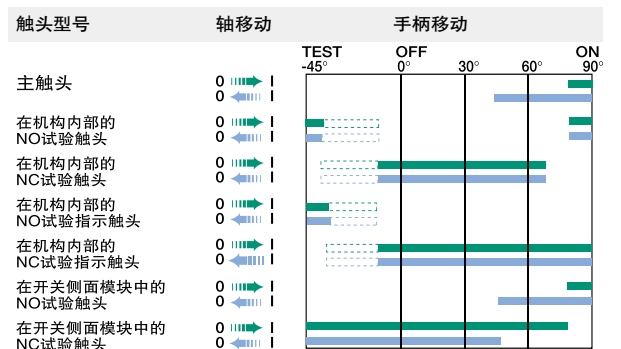 触头型号 轴移动 手柄移动
TEST OFF ON
-45° 0° 30° 60° 90°
主触头 0 I
0 I
在机构内部的 0 I
NO试验触头 0 I
在机构内部的 0 I
NC试验触头 0 I
在机构内部的 0 I
NO试验指示触头 0 I
在机构内部的 0 I
NC试验指示触头 0 I
在开关侧面模块中的 0 I
NO试验触头 0 I
在开关侧面模块中的 0 I
NC试验触头 0 I